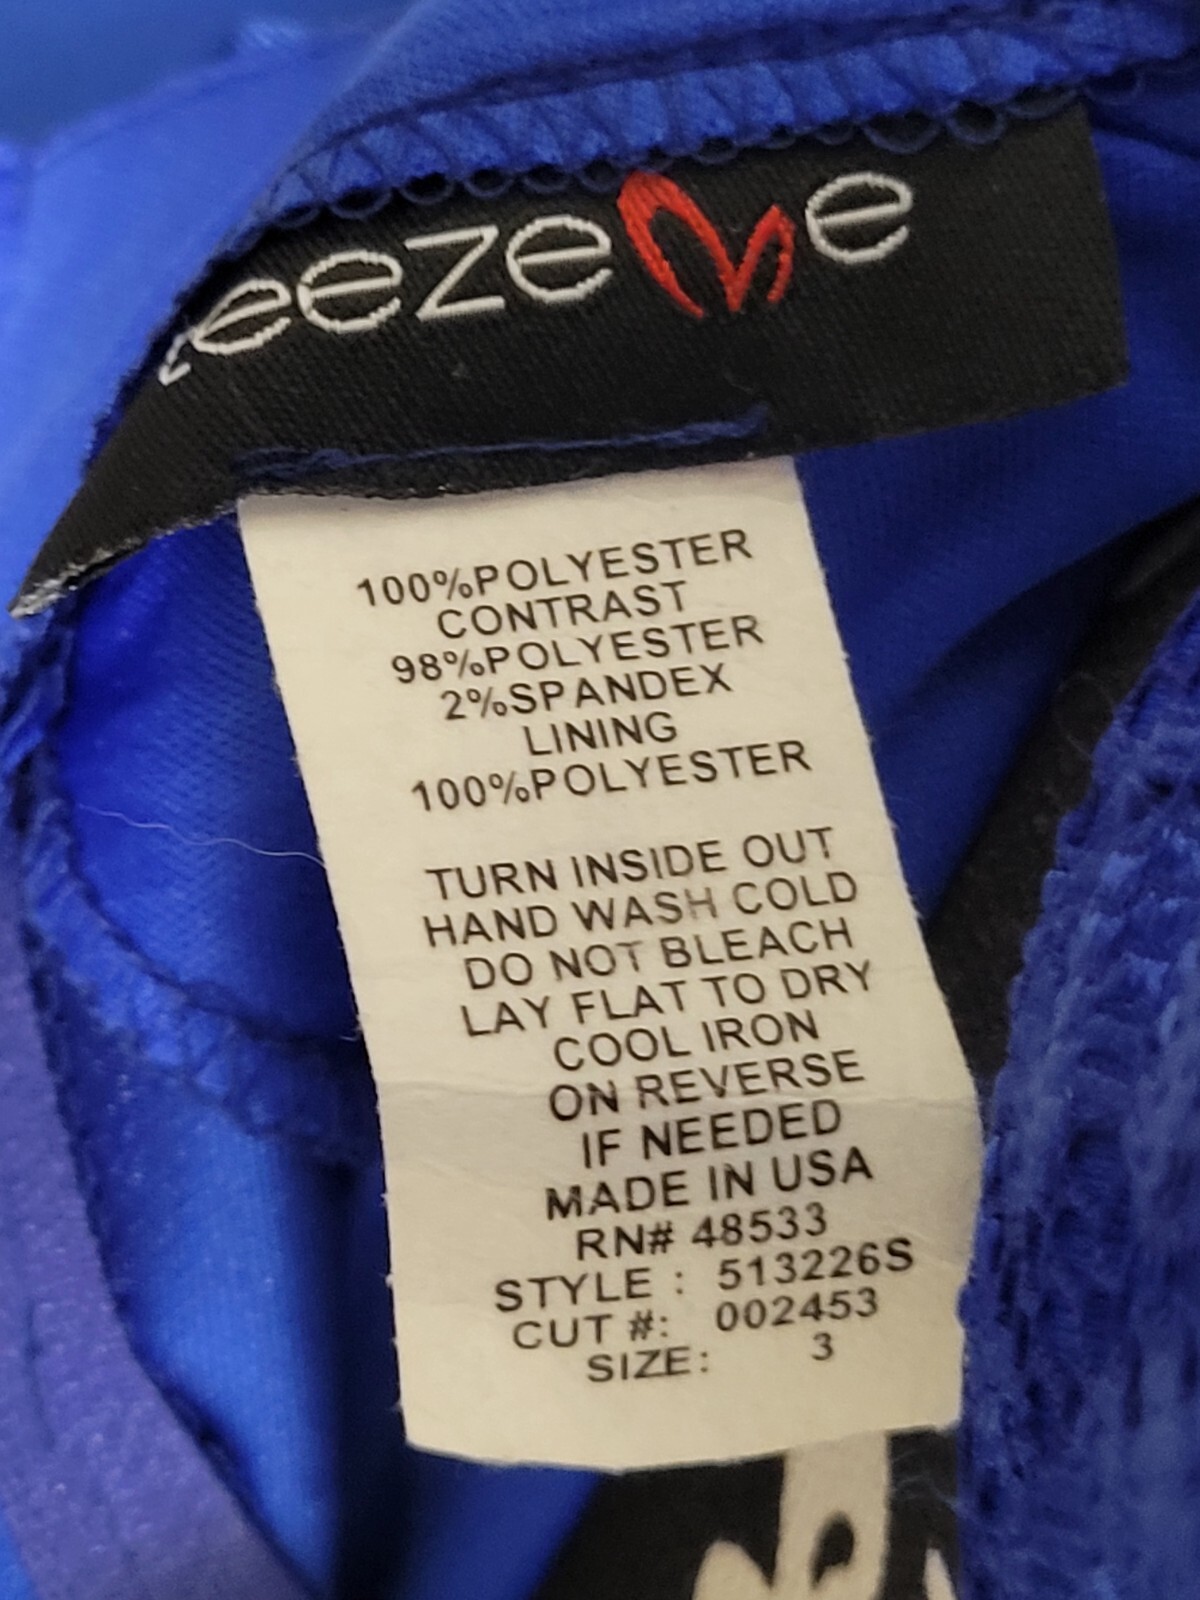 reezeMe
100%POLYESTER
CONTRAST
98%POLYESTER
2%SPANDEX
LINING
100%POLYESTER
TURN INSIDE OUT
HAND WASH COLD
DO NOT BLEACH
LAY FLAT TO DRY
COOL IRON
ON REVERSE
IF NEEDED
MADE IN USA
RN# 48533
STYLE : 513226S
CUT #: 002453
SIZE: 3